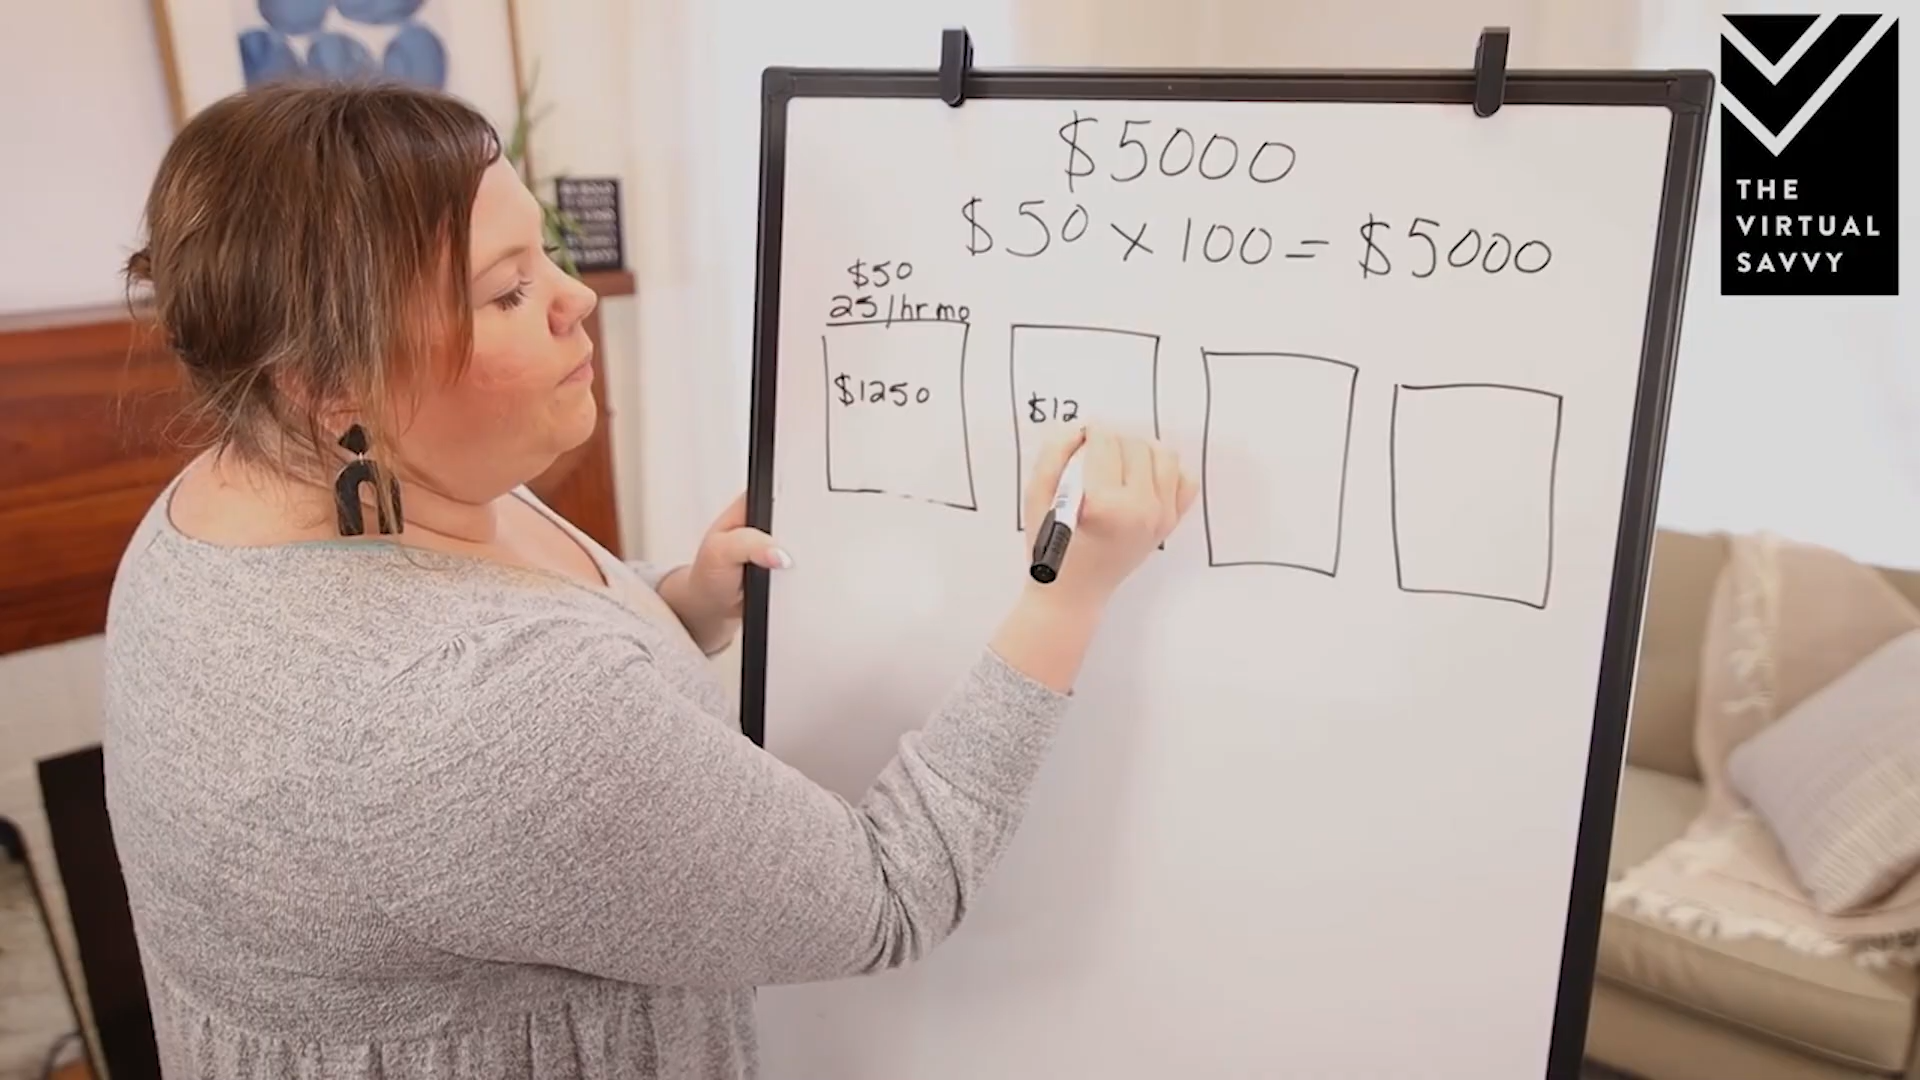 $5000
$50 x 100 = $5000
$50
25/hr mo
$1250
$12
THE
VIRTUAL
SAVVY